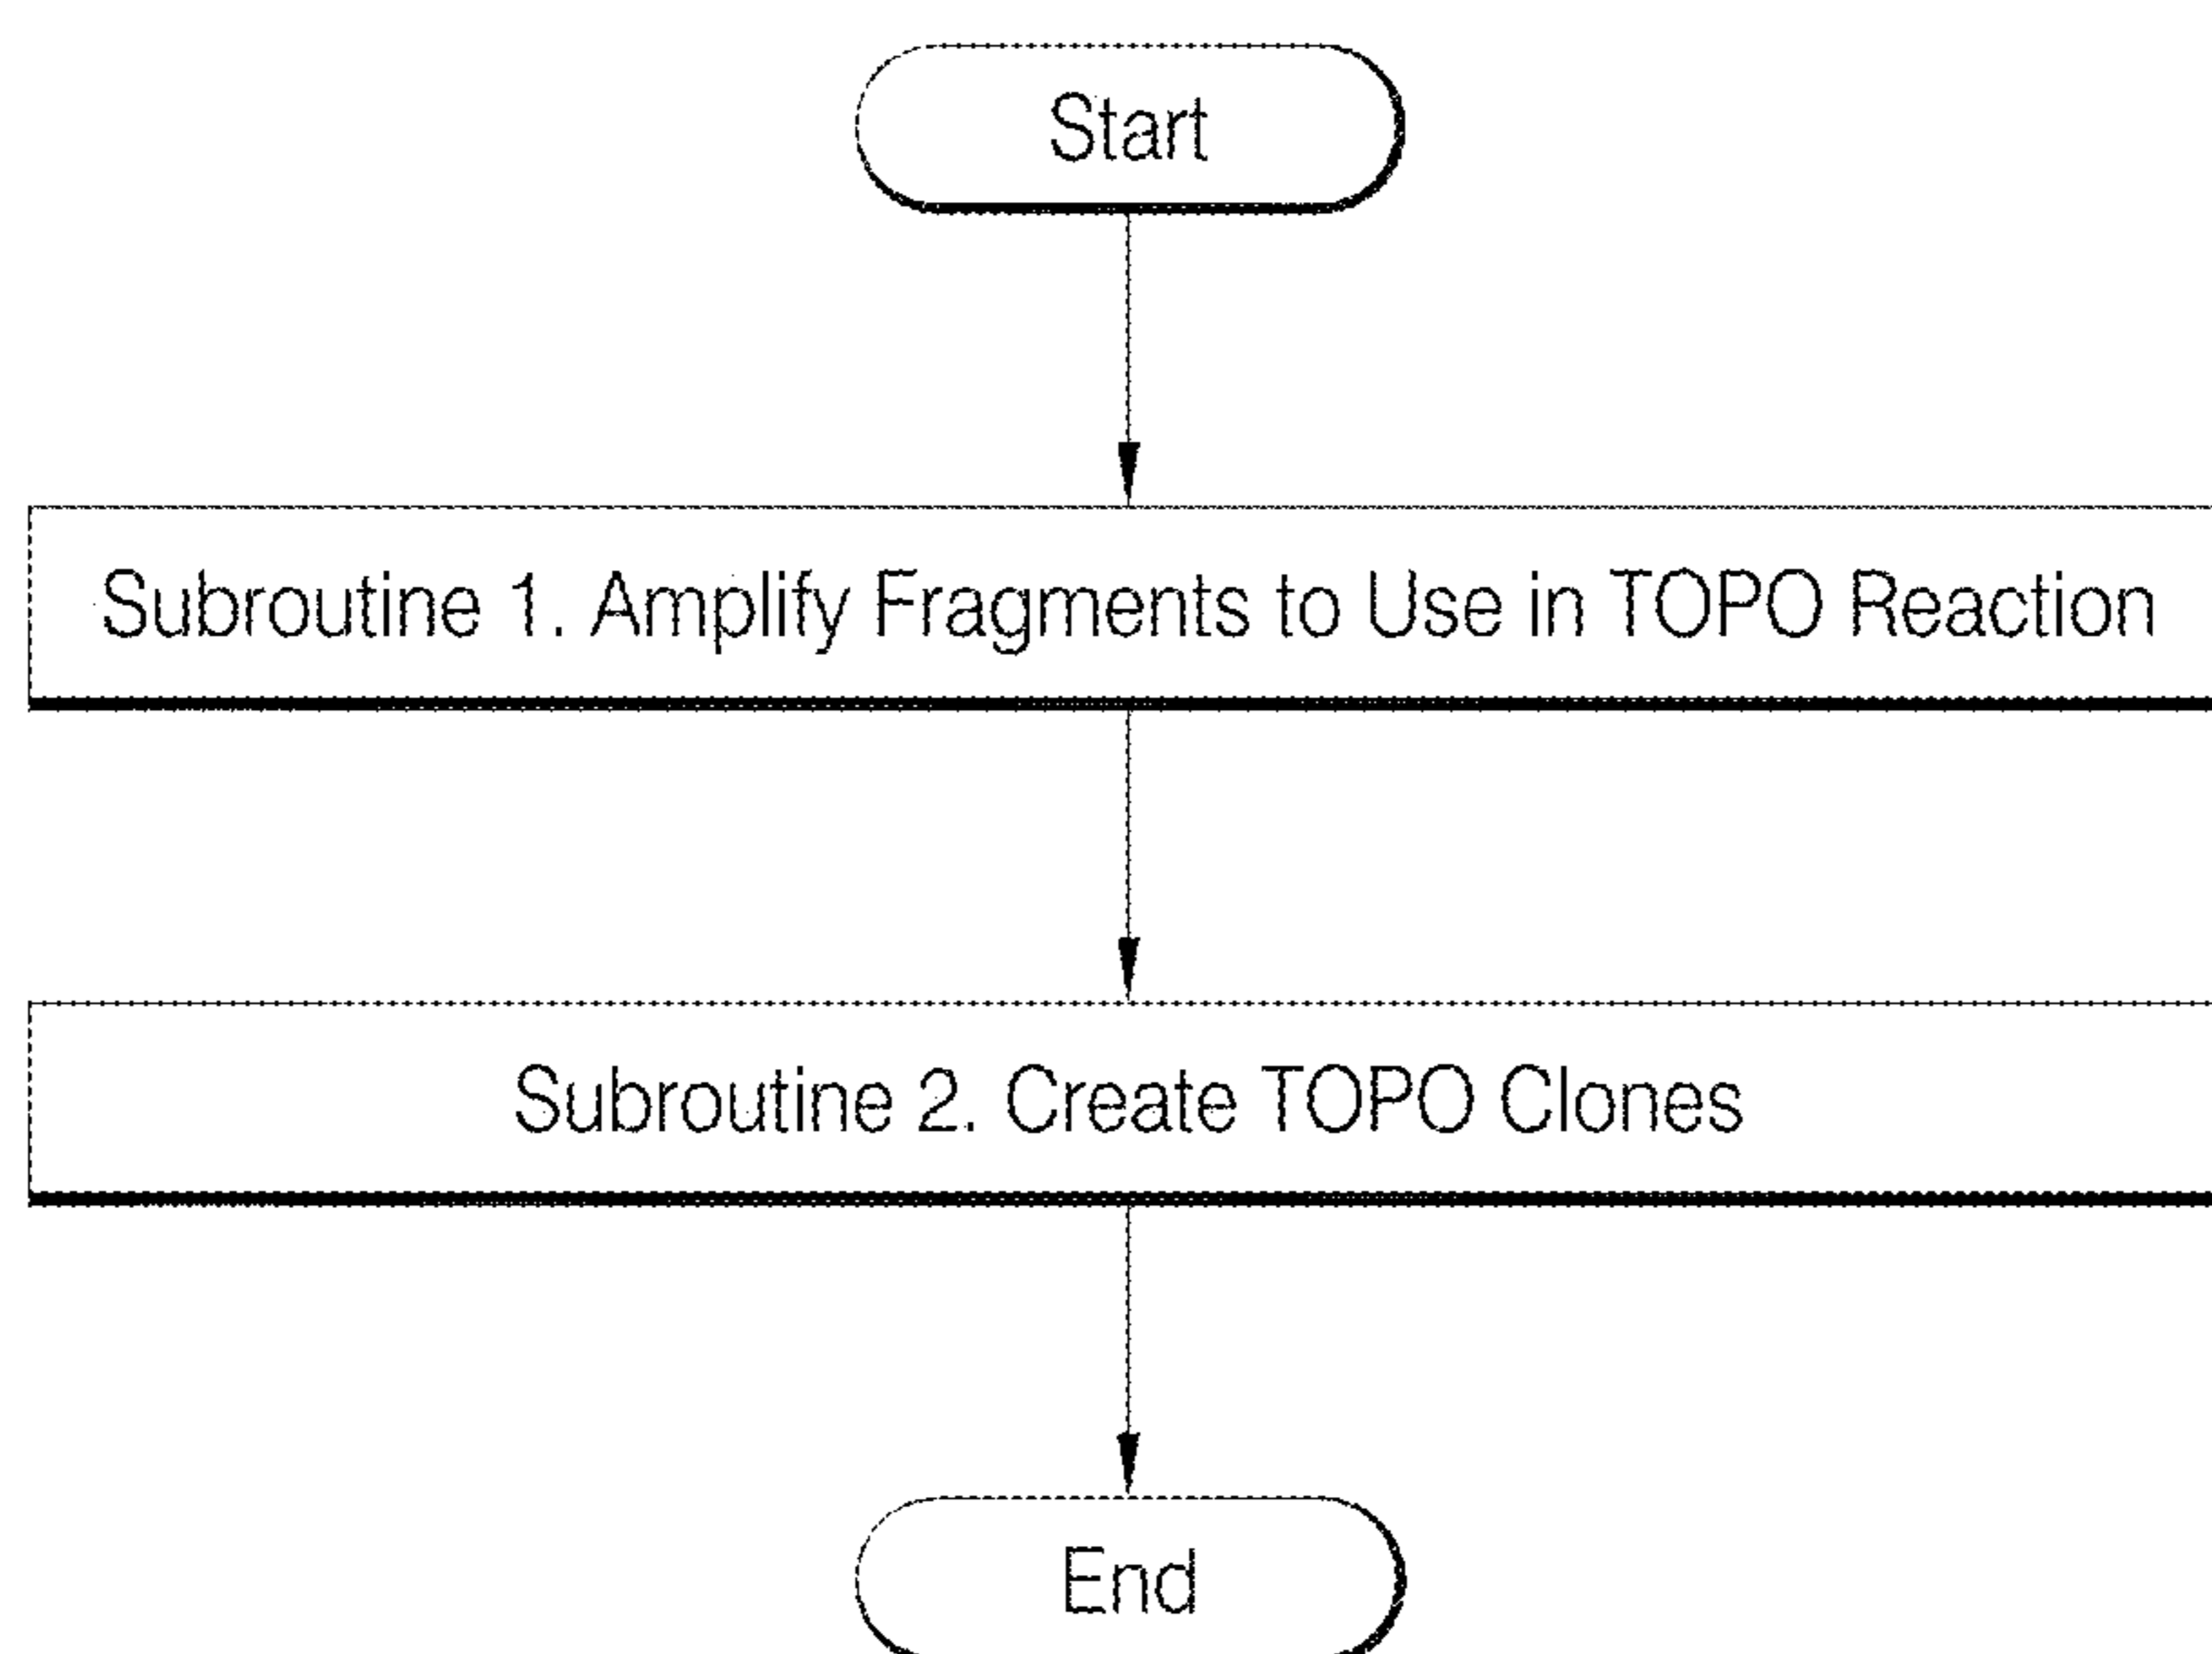 Start
Subroutine 1. Amplify Fragments to Use in TOPO Reaction
Subroutine 2. Create TOPO Clones
End